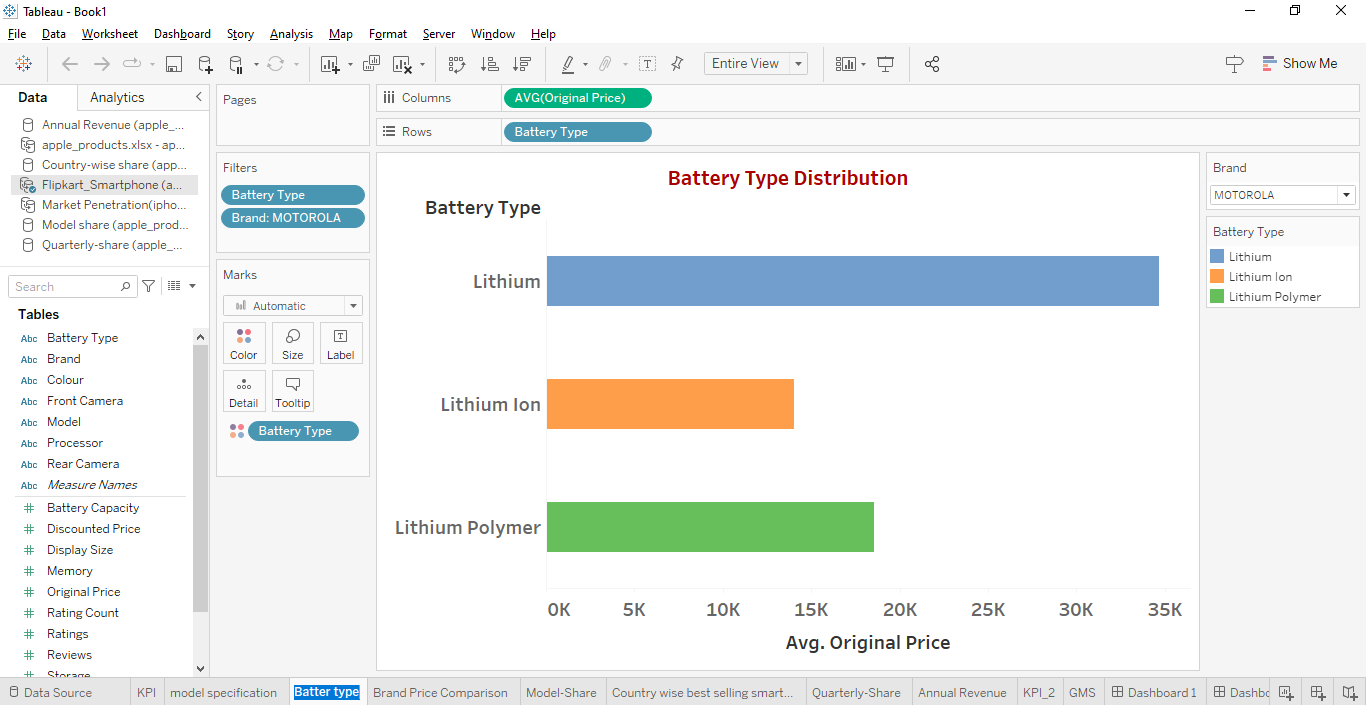 Tableau - Book1
File Data Worksheet Dashboard Story Analysis Map Format Server Window Help
Entire View
Show Me
Data Analytics
Annual Revenue (apple_...
apple_products.xlsx - ap...
Country-wise share (app...
Flipkart_Smartphone (a...
Market Penetration(ipho...
Model share (apple_prod...
Quarterly-share (apple_...
Search
Tables
Abc Battery Type
Abc Brand
Abc Colour
Abc Front Camera
Abc Model
Abc Processor
Abc Rear Camera
Abc Measure Names
# Battery Capacity
# Discounted Price
# Display Size
# Memory
# Original Price
# Rating Count
# Ratings
# Reviews
# Storage
Pages
Filters
Battery Type
Brand: MOTOROLA
Marks
Automatic
Color Size Label
Detail Tooltip
Battery Type
Columns AVG(Original Price)
Rows Battery Type
Battery Type Distribution
Battery Type
Lithium
Lithium Ion
Lithium Polymer
0K 5K 10K 15K 20K 25K 30K 35K
Avg. Original Price
Brand
MOTOROLA
Battery Type
Lithium
Lithium Ion
Lithium Polymer
Data Source KPI model specification Batter type Brand Price Comparison Model-Share Country wise best selling smart... Quarterly-Share Annual Revenue KPI_2 GMS Dashboard 1 Dashbo